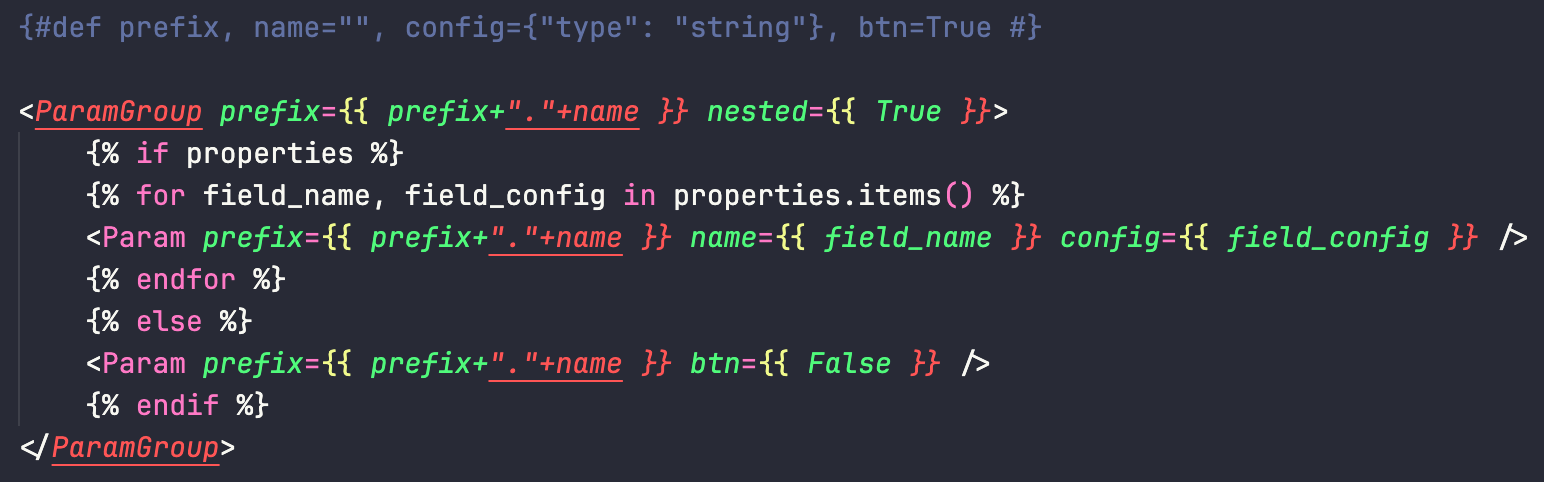 {#def prefix, name="", config={"type": "string"}, btn=True #}

<ParamGroup prefix={{ prefix+"."+name }} nested={{ True }}>
    {% if properties %}
    {% for field_name, field_config in properties.items() %}
    <Param prefix={{ prefix+"."+name }} name={{ field_name }} config={{ field_config }} />
    {% endfor %}
    {% else %}
    <Param prefix={{ prefix+"."+name }} btn={{ False }} />
    {% endif %}
</ParamGroup>